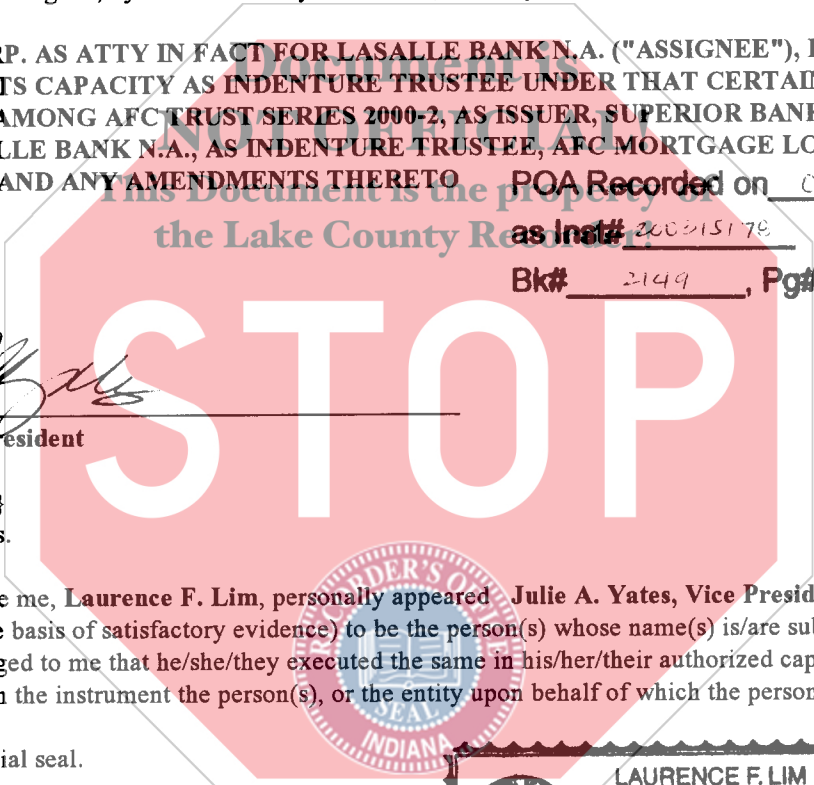 RP. AS ATTY IN FACT FOR LASALLE BANK N.A. ("ASSIGNEE"),
TS CAPACITY AS INDENTURE TRUSTEE UNDER THAT CERTAIN
AMONG AFC TRUST SERIES 2000-2, AS ISSUER, SUPERIOR BANK
LLE BANK N.A., AS INDENTURE TRUSTEE, AFC MORTGAGE LO
AND ANY AMENDMENTS THERETO
Document is
NOT OFFICIAL!
This Document is the property of
the Lake County Recorder!
POA Recorded on
as Inst#
Bk# 2149, Pg#
STOP
esident
s.
e me, Laurence F. Lim, personally appeared Julie A. Yates, Vice Presid
e basis of satisfactory evidence) to be the person(s) whose name(s) is/are su
ged to me that he/she/they executed the same in his/her/their authorized cap
n the instrument the person(s), or the entity upon behalf of which the person
ial seal.
RECORDER'S OF
SEAL
INDIANA
LAURENCE F. LIM